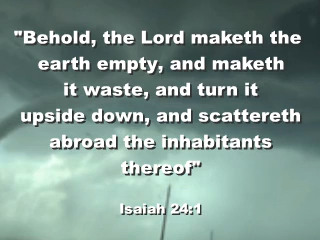 "Behold, the Lord maketh the
earth empty, and maketh
it waste, and turn it
upside down, and scattereth
abroad the inhabitants
thereof"
Isaiah 24:1